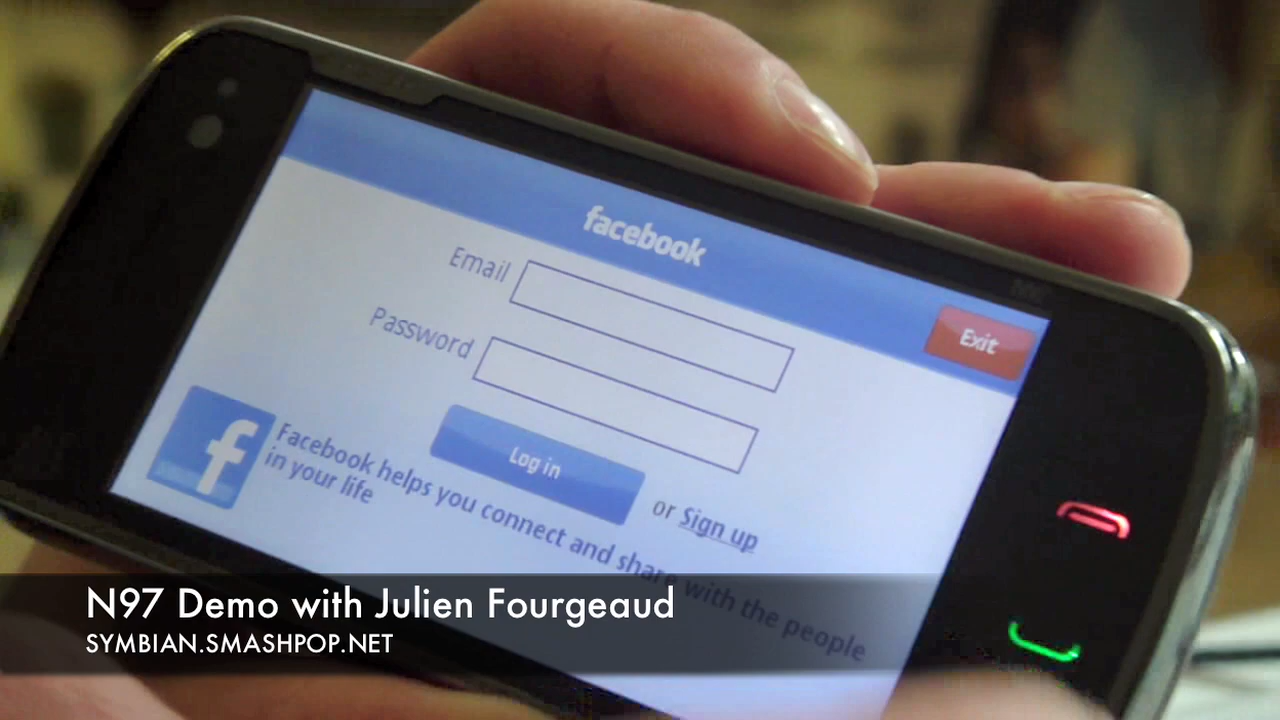 facebook
Email
Exit
Password
Log in
or Sign up
f
Facebook helps you connect and share with the people
in your life
N97 Demo with Julien Fourgeaud
SYMBIAN.SMASHPOP.NET